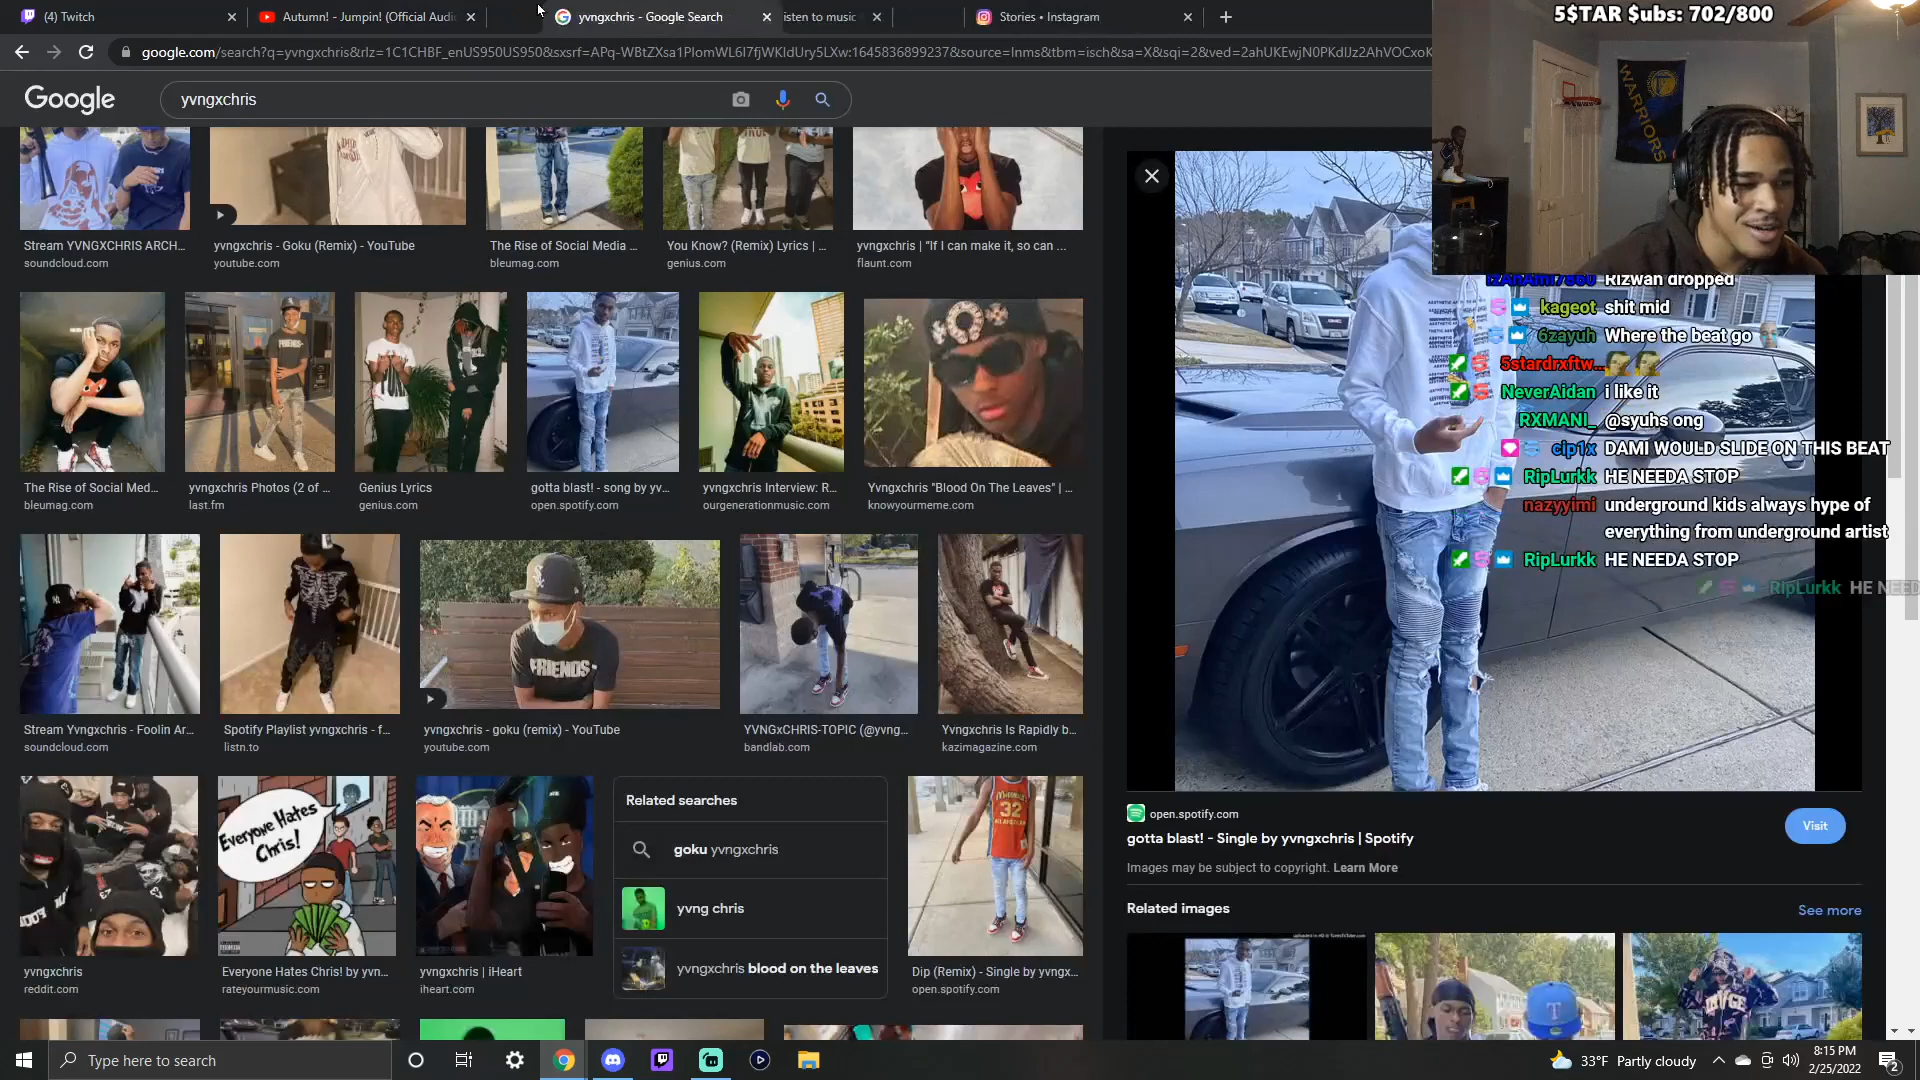 (4) Twitch
Autumn! - Jumpin! (Official Audio
yvngxchris - Google Search
isten to music
Stories • Instagram
5$TAR $ubs: 702/800
google.com/search?q=yvngxchris&rlz=1C1CHBF_enUS950US950&sxsrf=APq-WBtZXsa1PlomWL6I7fjWKldUry5LXw:1645836899237&source=lnms&tbm=isch&sa=X&sqi=2&ved=2ahUKEwjN0PKdlJz2AhVOCxoK
Google
yvngxchris
WARRIORS
Stream YVNGXCHRIS ARCH...
soundcloud.com
yvngxchris - Goku (Remix) - YouTube
youtube.com
The Rise of Social Media ...
bleumag.com
You Know? (Remix) Lyrics | ...
genius.com
yvngxchris | "If I can make it, so can ...
flaunt.com
The Rise of Social Med...
bleumag.com
yvngxchris Photos (2 of ...
last.fm
Genius Lyrics
genius.com
gotta blast! - song by yv...
open.spotify.com
yvngxchris Interview: R...
ourgenerationmusic.com
Yvngxchris "Blood On The Leaves" | ...
knowyourmeme.com
FRIENDS
Stream Yvngxchris - Foolin Ar...
soundcloud.com
Spotify Playlist yvngxchris - f...
listn.to
yvngxchris - goku (remix) - YouTube
youtube.com
YVNGxCHRIS-TOPIC (@yvng...
bandlab.com
Yvngxchris Is Rapidly b...
kazimagazine.com
Everyone Hates
Chris!
32
Related searches
goku yvngxchris
yvng chris
yvngxchris blood on the leaves
yvngxchris
reddit.com
Everyone Hates Chris! by yvn...
rateyourmusic.com
yvngxchris | iHeart
iheart.com
Dip (Remix) - Single by yvngx...
open.spotify.com
Rizwan dropped
kageot shit mid
6zayuh Where the beat go
5stardrxftw...
NeverAidan i like it
RXMANI_ @syuhs ong
cip1x DAMI WOULD SLIDE ON THIS BEAT
RipLurkk HE NEEDA STOP
nazyyimi underground kids always hype of
everything from underground artist
RipLurkk HE NEEDA STOP
RipLurkk HE NEED
open.spotify.com
gotta blast! - Single by yvngxchris | Spotify
Visit
Images may be subject to copyright. Learn More
Related images
See more
Type here to search
33°F Partly cloudy
8:15 PM
2/25/2022
2